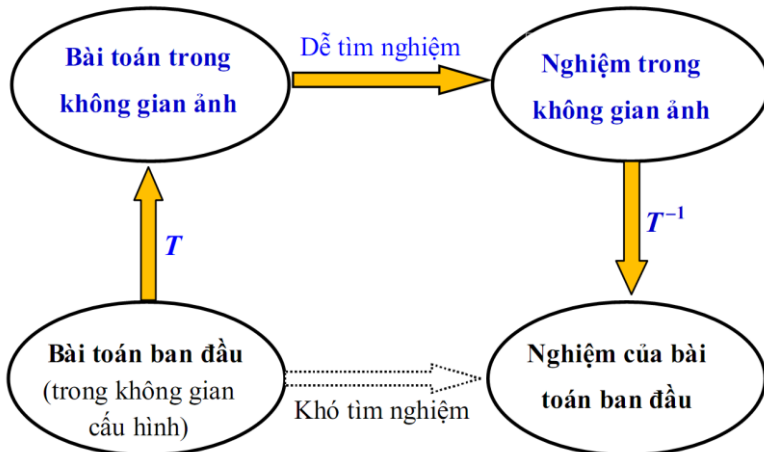 Bài toán trong
không gian ảnh
Dễ tìm nghiệm
Nghiệm trong
không gian ảnh
T
T⁻¹
Bài toán ban đầu
(trong không gian
cấu hình)
Khó tìm nghiệm
Nghiệm của bài
toán ban đầu